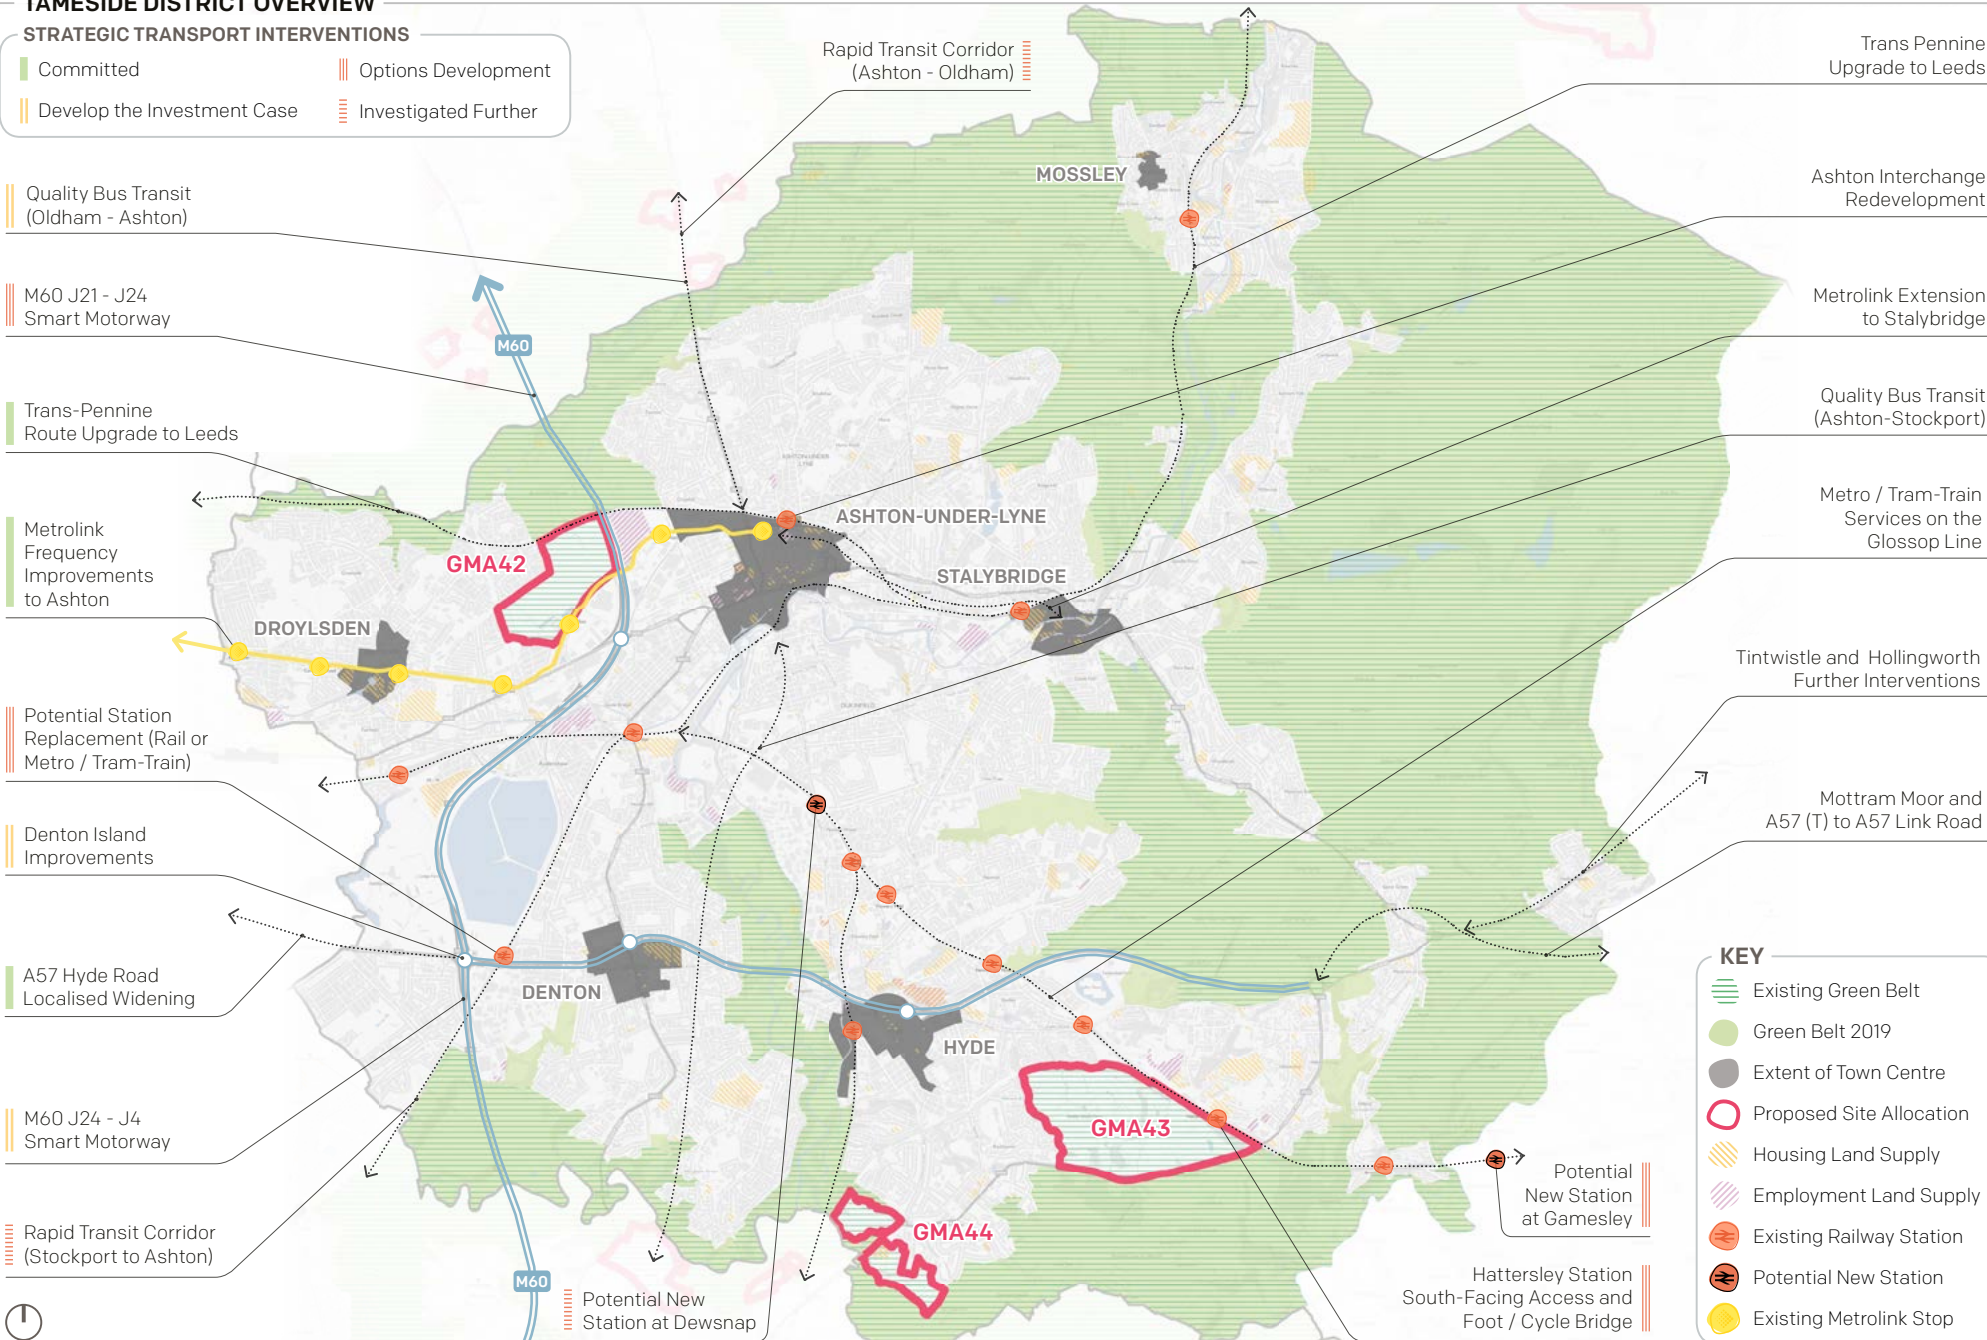 TAMESIDE DISTRICT OVERVIEW
STRATEGIC TRANSPORT INTERVENTIONS
Committed
Options Development
Develop the Investment Case
Investigated Further
Rapid Transit Corridor
(Ashton - Oldham)
Trans Pennine
Upgrade to Leeds
Quality Bus Transit
(Oldham - Ashton)
M60 J21 - J24
Smart Motorway
Trans-Pennine
Route Upgrade to Leeds
Metrolink
Frequency
Improvements
to Ashton
Potential Station
Replacement (Rail or
Metro / Tram-Train)
Denton Island
Improvements
A57 Hyde Road
Localised Widening
M60 J24 - J4
Smart Motorway
Rapid Transit Corridor
(Stockport to Ashton)
Ashton Interchange
Redevelopment
Metrolink Extension
to Stalybridge
Quality Bus Transit
(Ashton-Stockport)
Metro / Tram-Train
Services on the
Glossop Line
Tintwistle and Hollingworth
Further Interventions
Mottram Moor and
A57 (T) to A57 Link Road
MOSSLEY
M60
ASHTON-UNDER-LYNE
GMA42
STALYBRIDGE
DROYLSDEN
DENTON
HYDE
GMA43
GMA44
M60
Potential New
Station at Dewsnap
Potential
New Station
at Gamesley
Hattersley Station
South-Facing Access and
Foot / Cycle Bridge
KEY
Existing Green Belt
Green Belt 2019
Extent of Town Centre
Proposed Site Allocation
Housing Land Supply
Employment Land Supply
Existing Railway Station
Potential New Station
Existing Metrolink Stop